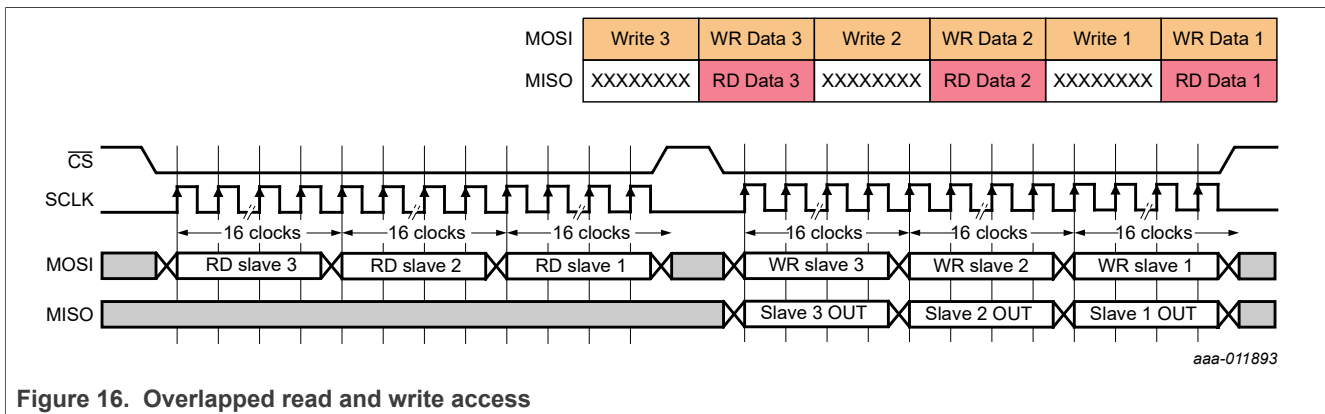 MOSI Write 3 WR Data 3 Write 2 WR Data 2 Write 1 WR Data 1
MISO XXXXXXXX RD Data 3 XXXXXXXX RD Data 2 XXXXXXXX RD Data 1
CS
SCLK
16 clocks 16 clocks 16 clocks 16 clocks 16 clocks 16 clocks
MOSI RD slave 3 RD slave 2 RD slave 1 WR slave 3 WR slave 2 WR slave 1
MISO Slave 3 OUT Slave 2 OUT Slave 1 OUT
aaa-011893
Figure 16. Overlapped read and write access